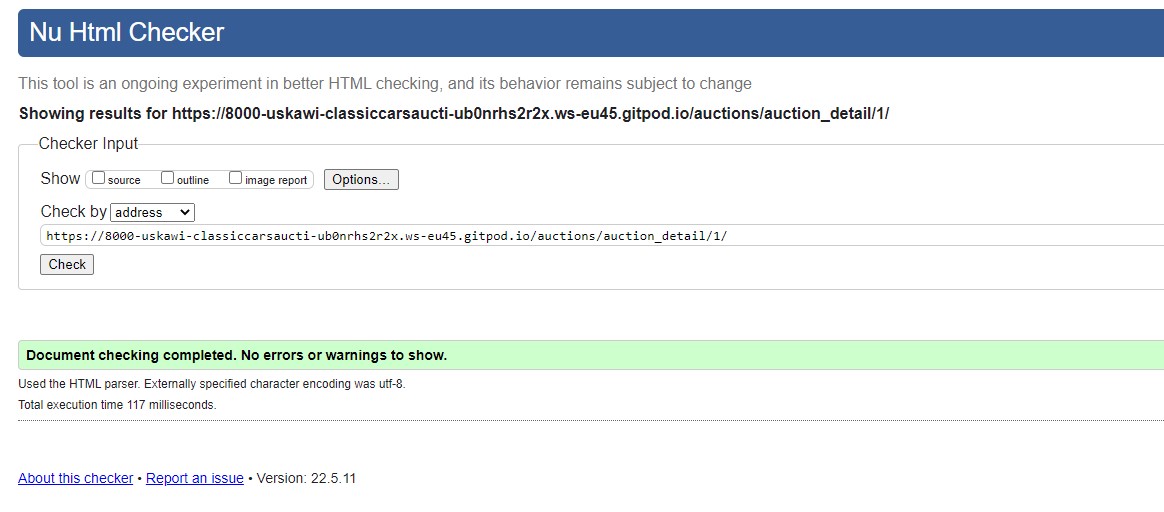 Nu Html Checker
This tool is an ongoing experiment in better HTML checking, and its behavior remains subject to change
Showing results for https://8000-uskawi-classiccarsaucti-ub0nrhs2r2x.ws-eu45.gitpod.io/auctions/auction_detail/1/
Checker Input
Show source outline image report Options...
Check by address
https://8000-uskawi-classiccarsaucti-ub0nrhs2r2x.ws-eu45.gitpod.io/auctions/auction_detail/1/
Check
Document checking completed. No errors or warnings to show.
Used the HTML parser. Externally specified character encoding was utf-8.
Total execution time 117 milliseconds.
About this checker • Report an issue • Version: 22.5.11